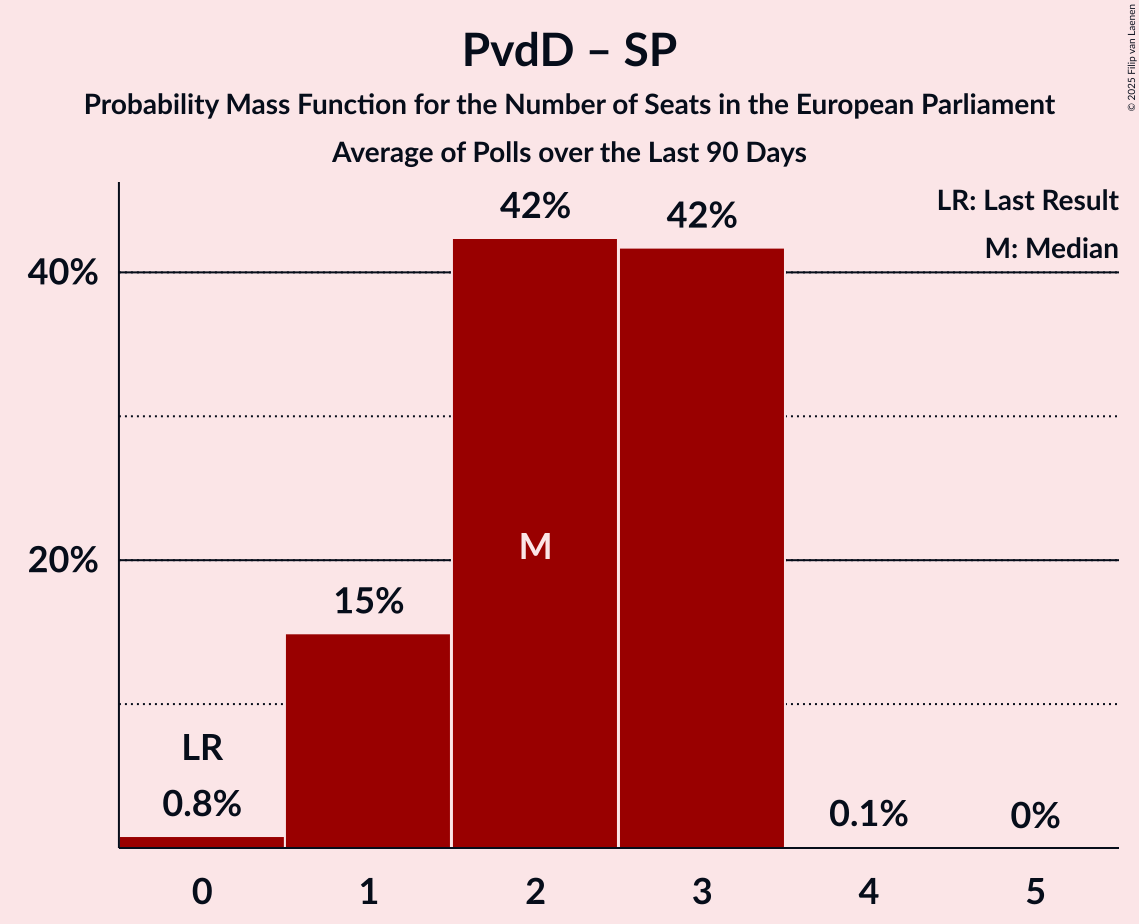 PvdD – SP
Probability Mass Function for the Number of Seats in the European Parliament
Average of Polls over the Last 90 Days
© 2025 Filip van Laenen
LR: Last Result
M: Median
42%
42%
40%
M
20%
15%
LR
0.8%
0.1%
0%
0
1
2
3
4
5